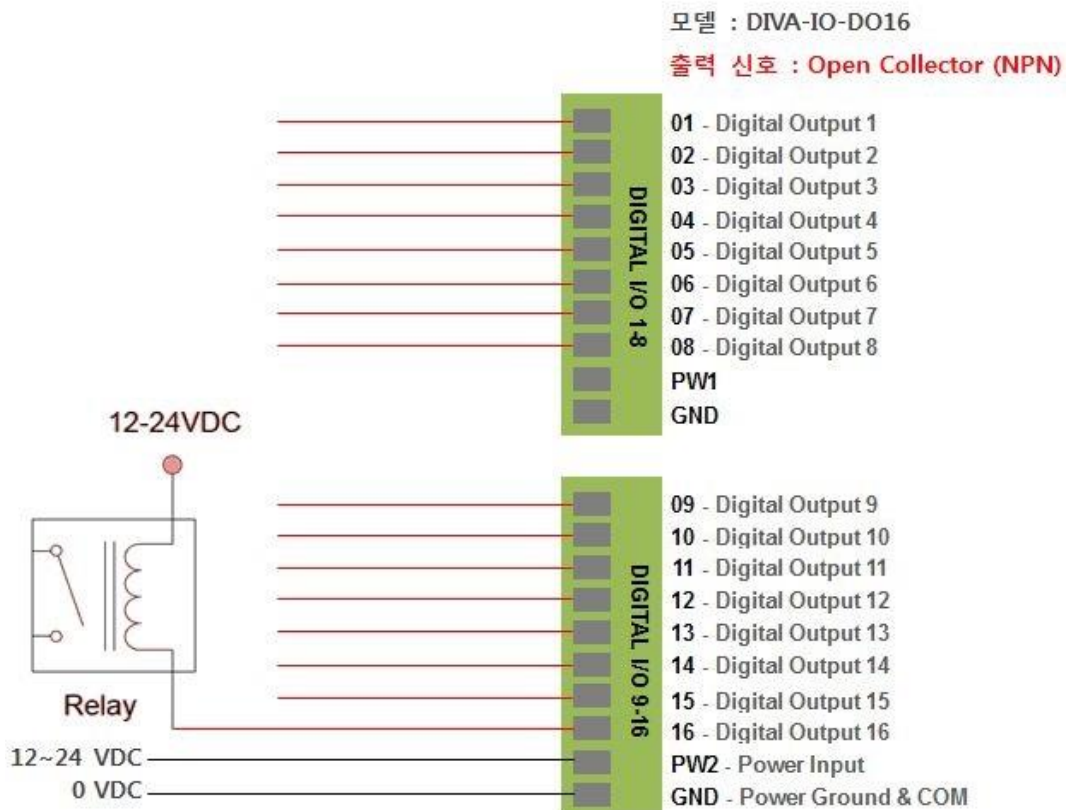 모델 : DIVA-IO-DO16
출력 신호 : Open Collector (NPN)
01 - Digital Output 1
02 - Digital Output 2
03 - Digital Output 3
04 - Digital Output 4
05 - Digital Output 5
06 - Digital Output 6
07 - Digital Output 7
08 - Digital Output 8
PW1
GND
DIGITAL I/O 1-8
12-24VDC
Relay
09 - Digital Output 9
10 - Digital Output 10
11 - Digital Output 11
12 - Digital Output 12
13 - Digital Output 13
14 - Digital Output 14
15 - Digital Output 15
16 - Digital Output 16
DIGITAL I/O 9-16
12~24 VDC
PW2 - Power Input
0 VDC
GND - Power Ground & COM